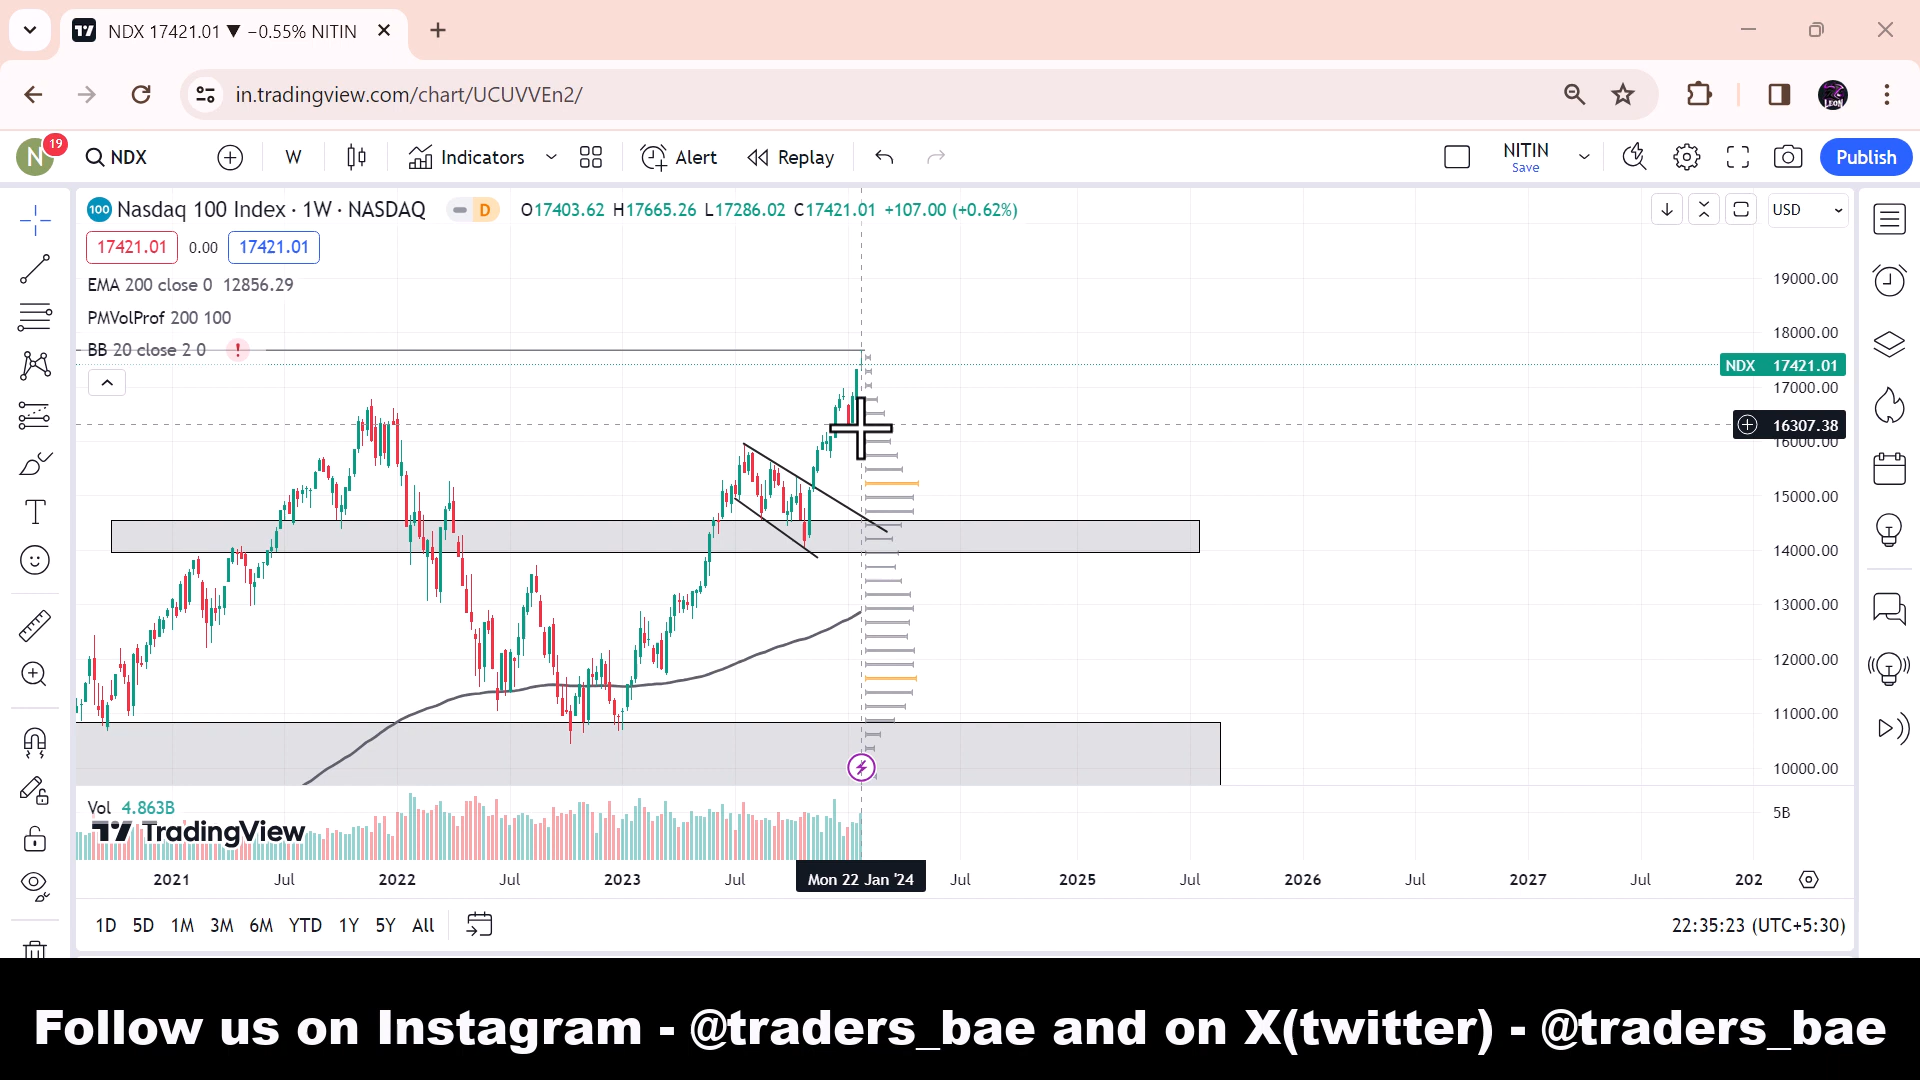 NDX 17421.01 ▼ −0.55% NITIN
in.tradingview.com/chart/UCUVVEn2/
LEON
N 19 NDX W Indicators Alert Replay NITIN Save Publish
100 Nasdaq 100 Index · 1W · NASDAQ D O17403.62 H17665.26 L17286.02 C17421.01 +107.00 (+0.62%) USD
17421.01 0.00 17421.01
EMA 200 close 0 12856.29
PMVolProf 200 100
BB 20 close 2 0 !
19000.00
18000.00
NDX 17421.01
17000.00
16307.38
16000.00
15000.00
14000.00
13000.00
12000.00
11000.00
10000.00
Vol 4.863B
5B
TradingView
2021 Jul 2022 Jul 2023 Jul Mon 22 Jan '24 Jul 2025 Jul 2026 Jul 2027 Jul 202
1D 5D 1M 3M 6M YTD 1Y 5Y All 22:35:23 (UTC+5:30)
Follow us on Instagram - @traders_bae and on X(twitter) - @traders_bae